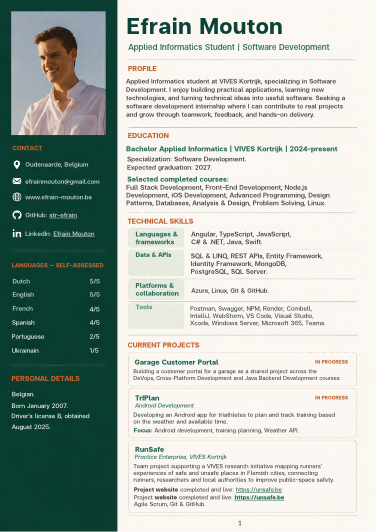 Efrain Mouton
Applied Informatics Student | Software Development
PROFILE
Applied Informatics student at VIVES Kortrijk, specializing in Software
Development. I enjoy building practical applications, learning new
technologies, and turning technical ideas into useful software. Seeking a
software development internship where I can contribute to real projects
and grow through teamwork, feedback, and hands-on delivery.
EDUCATION
Bachelor Applied Informatics | VIVES Kortrijk | 2024–present
Specialization: Software Development.
Expected graduation: 2027.
Selected completed courses:
Full Stack Development, Front-End Development, Node.js
Development, iOS Development, Advanced Programming, Design
Patterns, Databases, Analysis & Design, Problem Solving, Linux.
TECHNICAL SKILLS
Languages &
frameworks
Angular, TypeScript, JavaScript,
C# & .NET, Java, Swift.
Data & APIs
SQL & LINQ, REST APIs, Entity Framework,
Identity Framework, MongoDB,
PostgreSQL, SQL Server.
Platforms &
collaboration
Azure, Linux, Git & GitHub.
Tools
Postman, Swagger, NPM, Render, Combell,
IntelliJ, WebStorm, VS Code, Visual Studio,
Xcode, Windows Server, Microsoft 365, Teams.
CURRENT PROJECTS
Garage Customer Portal
IN PROGRESS
Building a customer portal for a garage as a shared project across the
DevOps, Cross-Platform Development and Java Backend Development courses.
TriPlan
IN PROGRESS
Android Development
Developing an Android app for triathletes to plan and track training based
on the weather and available time.
Focus: Android development, training planning, Weather API.
RunSafe
Practice Enterprise, VIVES Kortrijk
Team project supporting a VIVES research initiative mapping runners'
experiences of safe and unsafe places in Flemish cities, connecting
runners, researchers and local authorities to improve public-space safety.
Project website completed and live: https://unsafe.be
Project website completed and live: https://unsafe.be
Agile Scrum, Git & GitHub.
CONTACT
Oudenaarde, Belgium
efrainmouton@gmail.com
www.efrainmouton.be
GitHub: str-efrain
LinkedIn: Efrain Mouton
LANGUAGES — SELF-ASSESSED
Dutch 5/5
English 5/5
French 4/5
Spanish 4/5
Portuguese 2/5
Ukrainain 1/5
PERSONAL DETAILS
Belgian.
Born January 2007.
Driver's license B, obtained
August 2025.
1